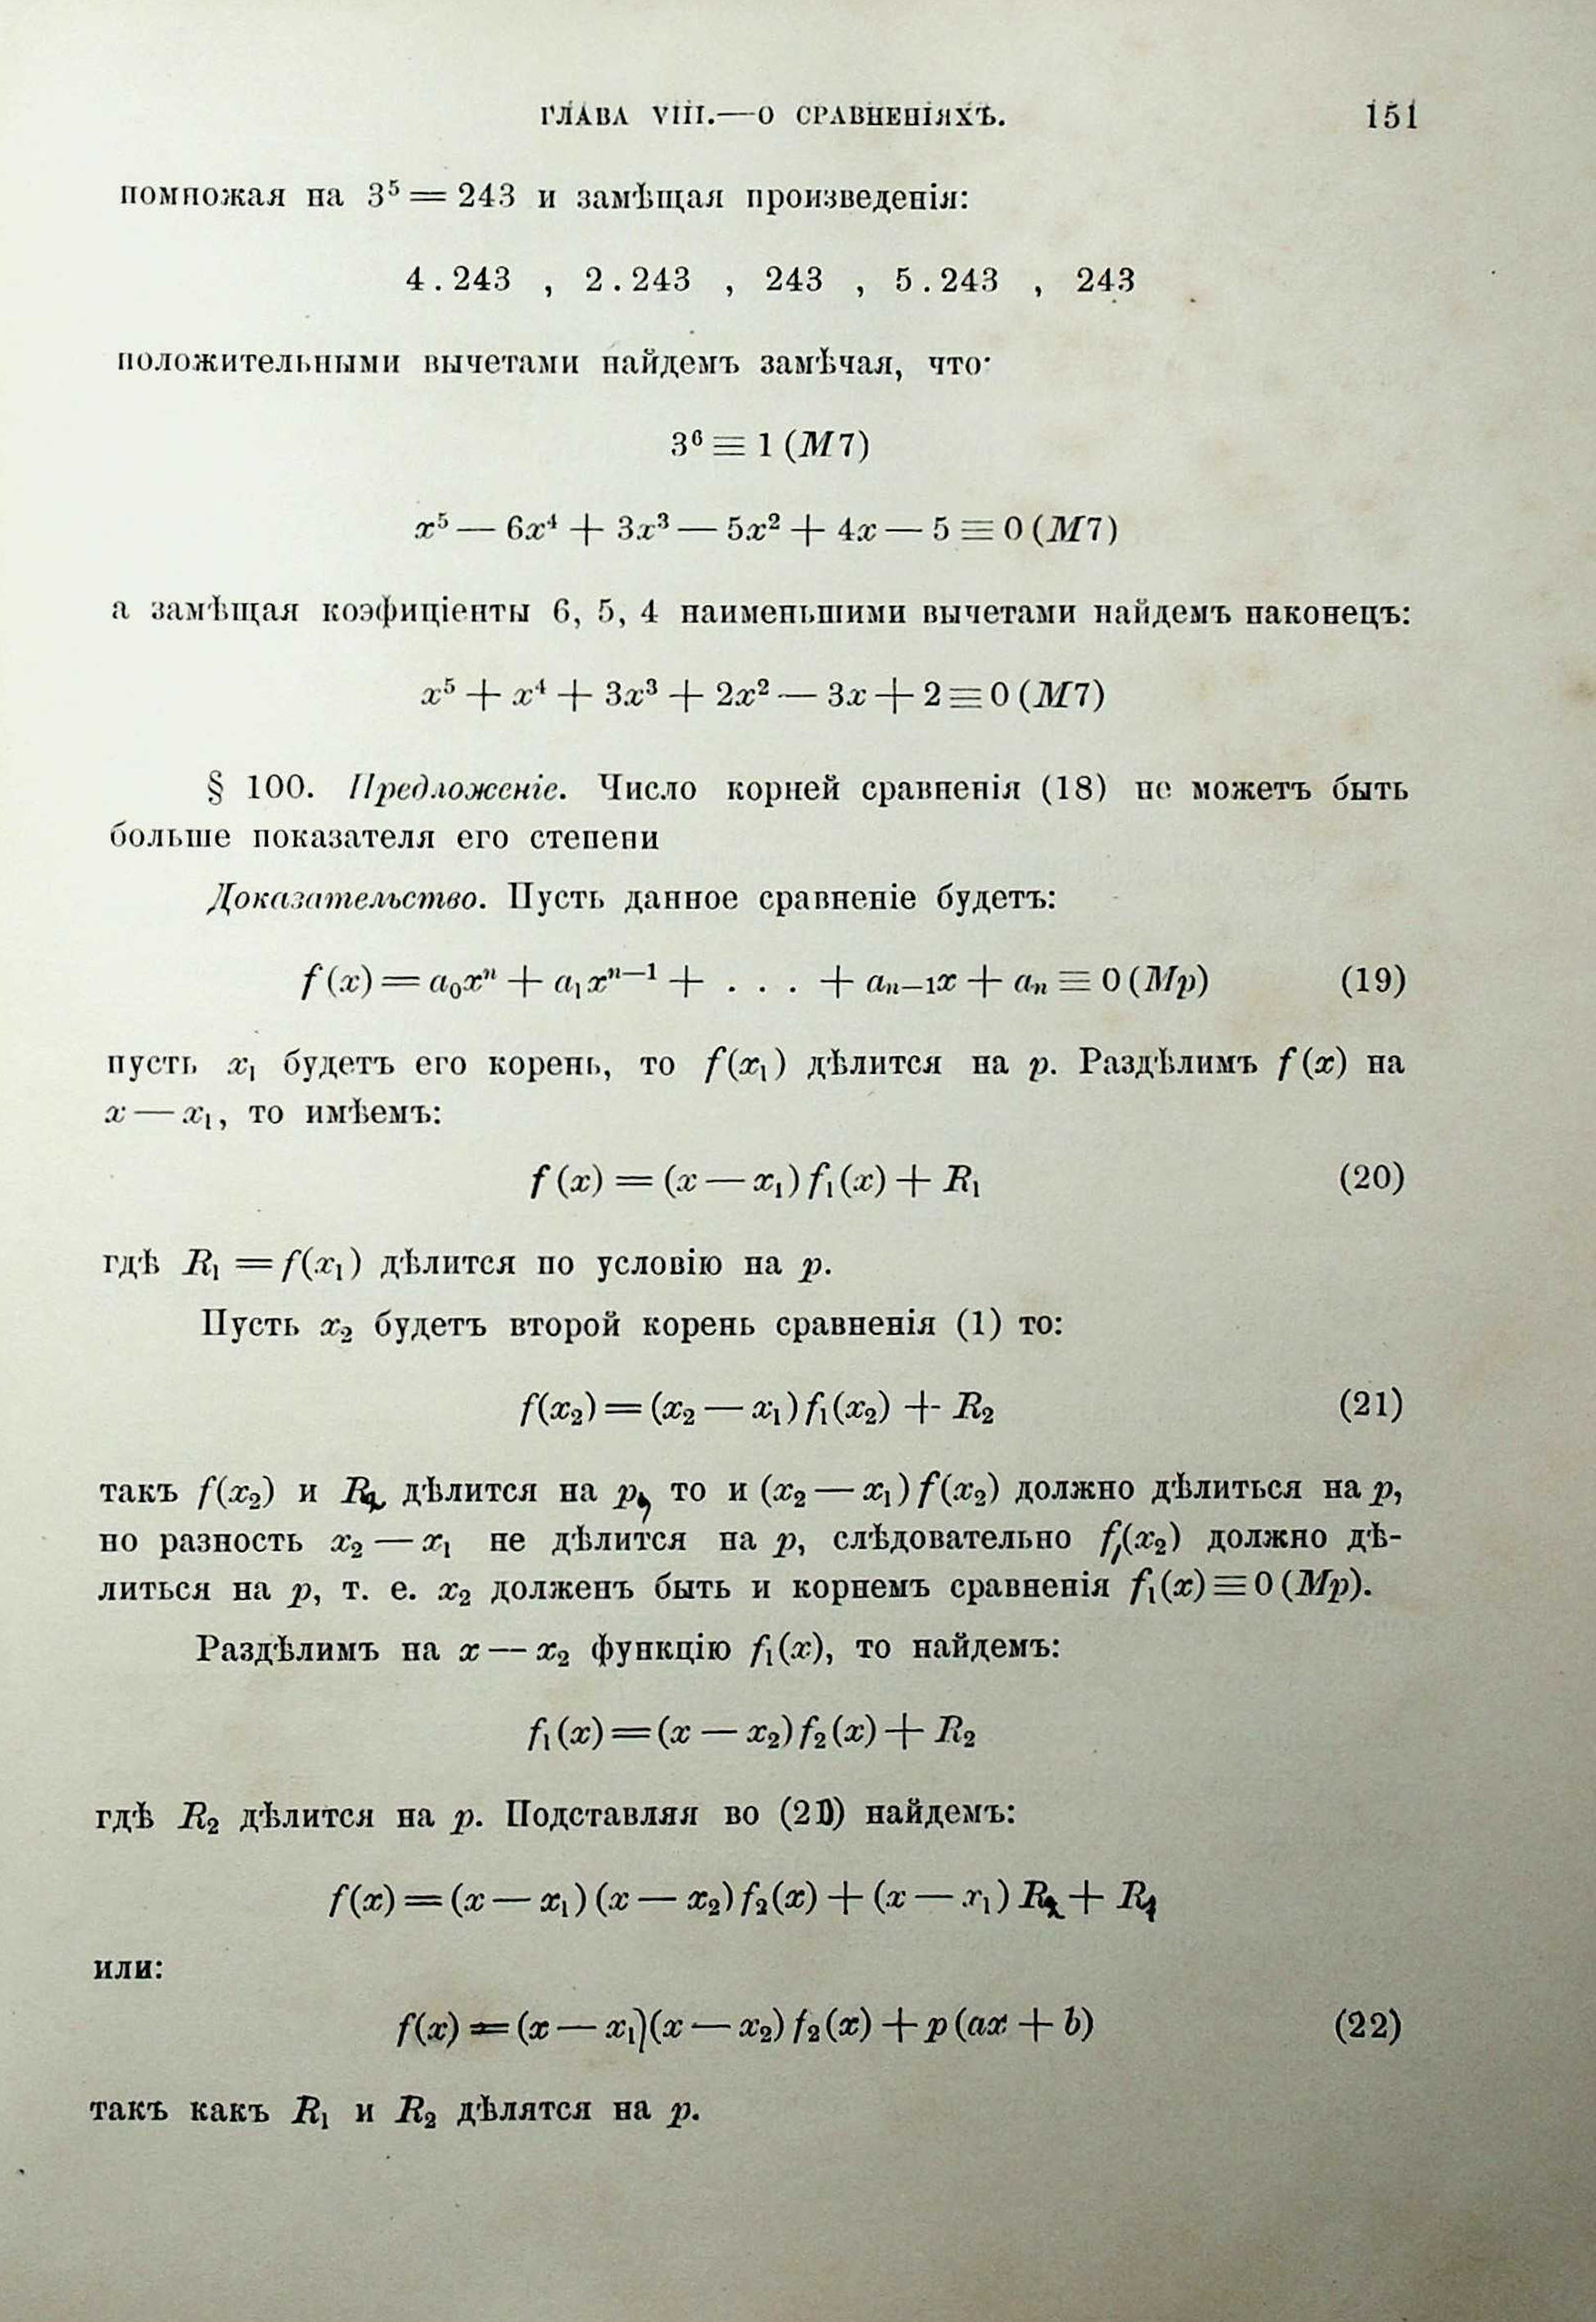 ГЛАВА VIII.—О СРАВНЕНІЯХЪ. 151
помножая на 3⁵ = 243 и замѣщая произведенія:
4 . 243 , 2 . 243 , 243 , 5 . 243 , 243
положительными вычетами найдемъ замѣчая, что·
3⁶ ≡ 1 (M 7)
x⁵ — 6x⁴ + 3x³ — 5x² + 4x — 5 ≡ 0 (M7)
а замѣщая коэфиціенты 6, 5, 4 наименьшими вычетами найдемъ наконецъ:
x⁵ + x⁴ + 3x³ + 2x² — 3x + 2 ≡ 0 (M7)
§ 100. Предложеніе. Число корней сравненія (18) не можетъ быть
больше показателя его степени
Доказательство. Пусть данное сравненіе будетъ:
f (x) = a₀xⁿ + a₁xⁿ⁻¹ + . . . + aₙ₋₁x + aₙ ≡ 0 (Mp) (19)
пусть x₁ будетъ его корень, то f (x₁) дѣлится на p. Раздѣлимъ f (x) на
x — x₁, то имѣемъ:
f (x) = (x — x₁) f₁(x) + R₁ (20)
гдѣ R₁ = f(x₁) дѣлится по условію на p.
Пусть x₂ будетъ второй корень сравненія (1) то:
f(x₂) = (x₂ — x₁) f₁(x₂) + R₂ (21)
такъ f(x₂) и R₂ дѣлится на p, то и (x₂ — x₁) f(x₂) должно дѣлиться на p,
но разность x₂ — x₁ не дѣлится на p, слѣдовательно f₁(x₂) должно дѣ-
литься на p, т. е. x₂ долженъ быть и корнемъ сравненія f₁(x) ≡ 0 (Mp).
Раздѣлимъ на x — x₂ функцію f₁(x), то найдемъ:
f₁(x) = (x — x₂) f₂(x) + R₂
гдѣ R₂ дѣлится на p. Подставляя во (20) найдемъ:
f (x) = (x — x₁) (x — x₂) f₂(x) + (x — x₁) R₂ + R₁
или:
f(x) = (x — x₁)(x — x₂) f₂(x) + p (ax + b) (22)
такъ какъ R₁ и R₂ дѣлятся на p.